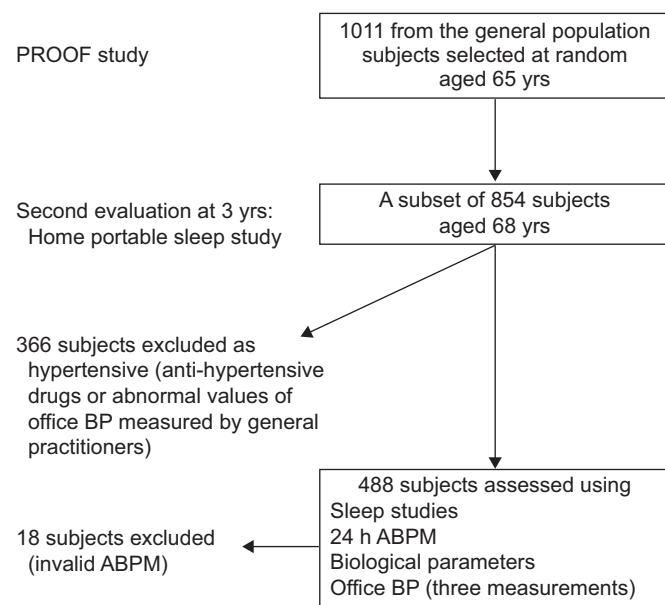 PROOF study
1011 from the general population
subjects selected at random
aged 65 yrs
Second evaluation at 3 yrs:
Home portable sleep study
A subset of 854 subjects
aged 68 yrs
366 subjects excluded as
hypertensive (anti-hypertensive
drugs or abnormal values of
office BP measured by general
practitioners)
488 subjects assessed using
Sleep studies
24 h ABPM
Biological parameters
Office BP (three measurements)
18 subjects excluded
(invalid ABPM)